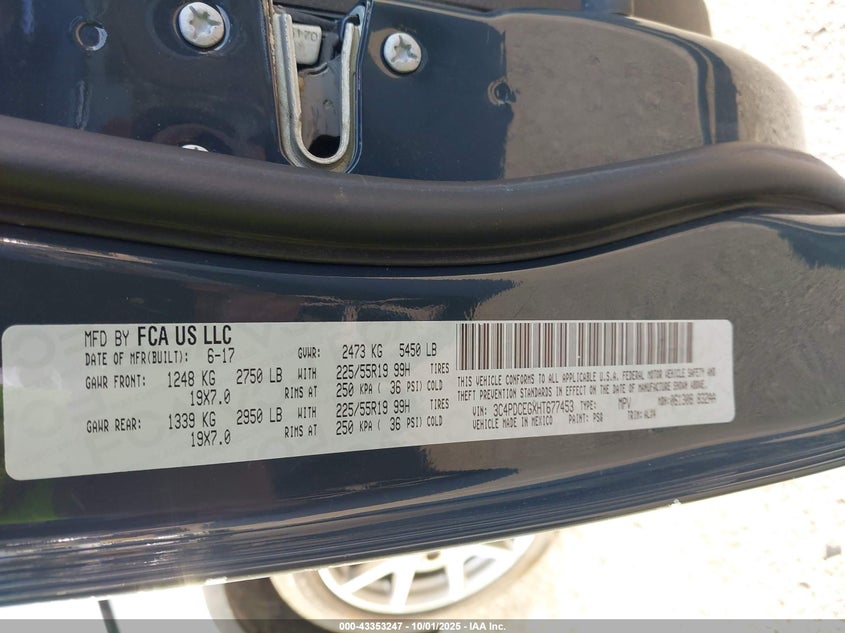 MFD BY FCA US LLC
DATE OF MFR(BUILT): 6-17 GVWR: 2473 KG 5450 LB
GAWR FRONT: 1248 KG 2750 LB WITH 225/55R19 99H TIRES
19X7.0 RIMS AT 250 KPA ( 36 PSI) COLD
GAWR REAR: 1339 KG 2950 LB WITH 225/55R19 99H TIRES
19X7.0 RIMS AT 250 KPA ( 36 PSI) COLD
THIS VEHICLE CONFORMS TO ALL APPLICABLE U.S.A. FEDERAL MOTOR VEHICLE SAFETY AND
THEFT PREVENTION STANDARDS IN EFFECT ON THE DATE OF MANUFACTURE SHOWN ABOVE.
VIN: 3C4PDCEGXHT677453 TYPE: MPV MDH: 061306 832AA
VEHICLE MADE IN MEXICO PAINT: TRIM:
000-43353247 - 10/01/2025 - IAA Inc.